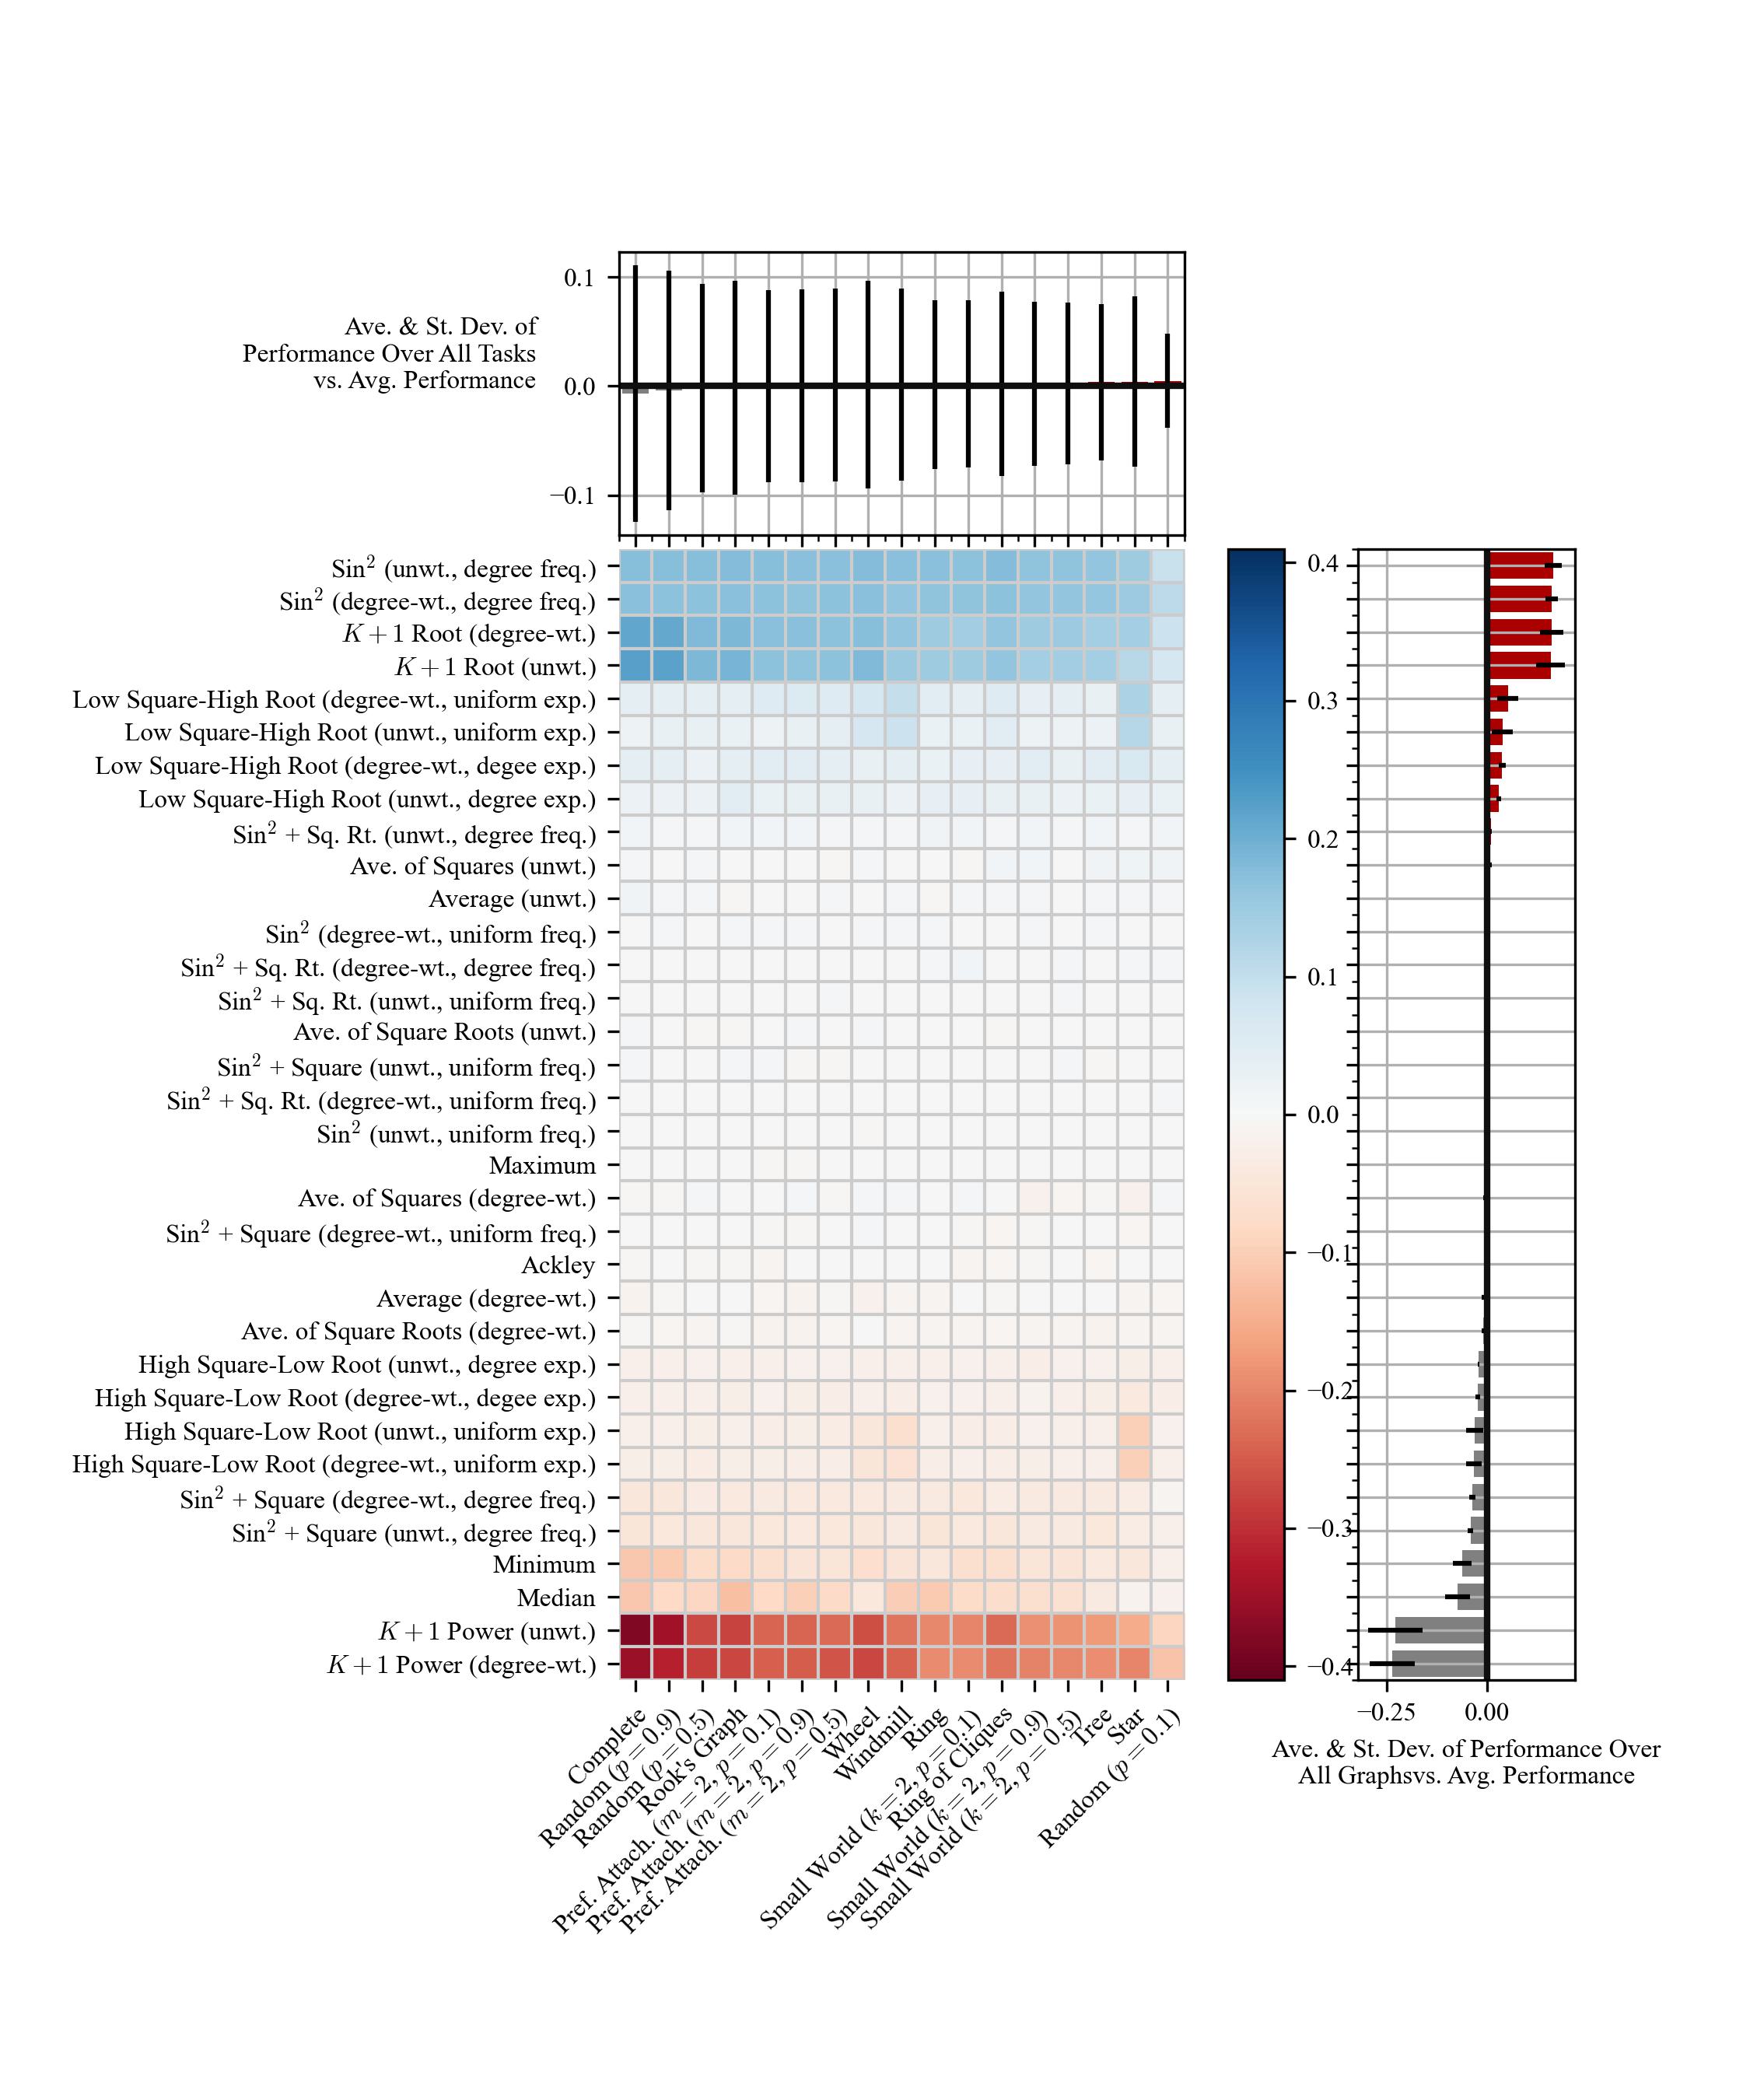 Ave. & St. Dev. of
Performance Over All Tasks
vs. Avg. Performance
0.1
0.0
−0.1
Sin² (unwt., degree freq.)
Sin² (degree-wt., degree freq.)
K + 1 Root (degree-wt.)
K + 1 Root (unwt.)
Low Square-High Root (degree-wt., uniform exp.)
Low Square-High Root (unwt., uniform exp.)
Low Square-High Root (degree-wt., degee exp.)
Low Square-High Root (unwt., degree exp.)
Sin² + Sq. Rt. (unwt., degree freq.)
Ave. of Squares (unwt.)
Average (unwt.)
Sin² (degree-wt., uniform freq.)
Sin² + Sq. Rt. (degree-wt., degree freq.)
Sin² + Sq. Rt. (unwt., uniform freq.)
Ave. of Square Roots (unwt.)
Sin² + Square (unwt., uniform freq.)
Sin² + Sq. Rt. (degree-wt., uniform freq.)
Sin² (unwt., uniform freq.)
Maximum
Ave. of Squares (degree-wt.)
Sin² + Square (degree-wt., uniform freq.)
Ackley
Average (degree-wt.)
Ave. of Square Roots (degree-wt.)
High Square-Low Root (unwt., degree exp.)
High Square-Low Root (degree-wt., degee exp.)
High Square-Low Root (unwt., uniform exp.)
High Square-Low Root (degree-wt., uniform exp.)
Sin² + Square (degree-wt., degree freq.)
Sin² + Square (unwt., degree freq.)
Minimum
Median
K + 1 Power (unwt.)
K + 1 Power (degree-wt.)
Complete
Random (p = 0.9)
Random (p = 0.5)
Rook's Graph
Pref. Attach. (m = 2, p = 0.1)
Pref. Attach. (m = 2, p = 0.9)
Pref. Attach. (m = 2, p = 0.5)
Wheel
Windmill
Ring
Small World (k = 2, p = 0.1)
Ring of Cliques
Small World (k = 2, p = 0.9)
Small World (k = 2, p = 0.5)
Tree
Star
Random (p = 0.1)
0.4
0.3
0.2
0.1
0.0
−0.1
−0.2
−0.3
−0.4
−0.25
0.00
Ave. & St. Dev. of Performance Over
All Graphsvs. Avg. Performance